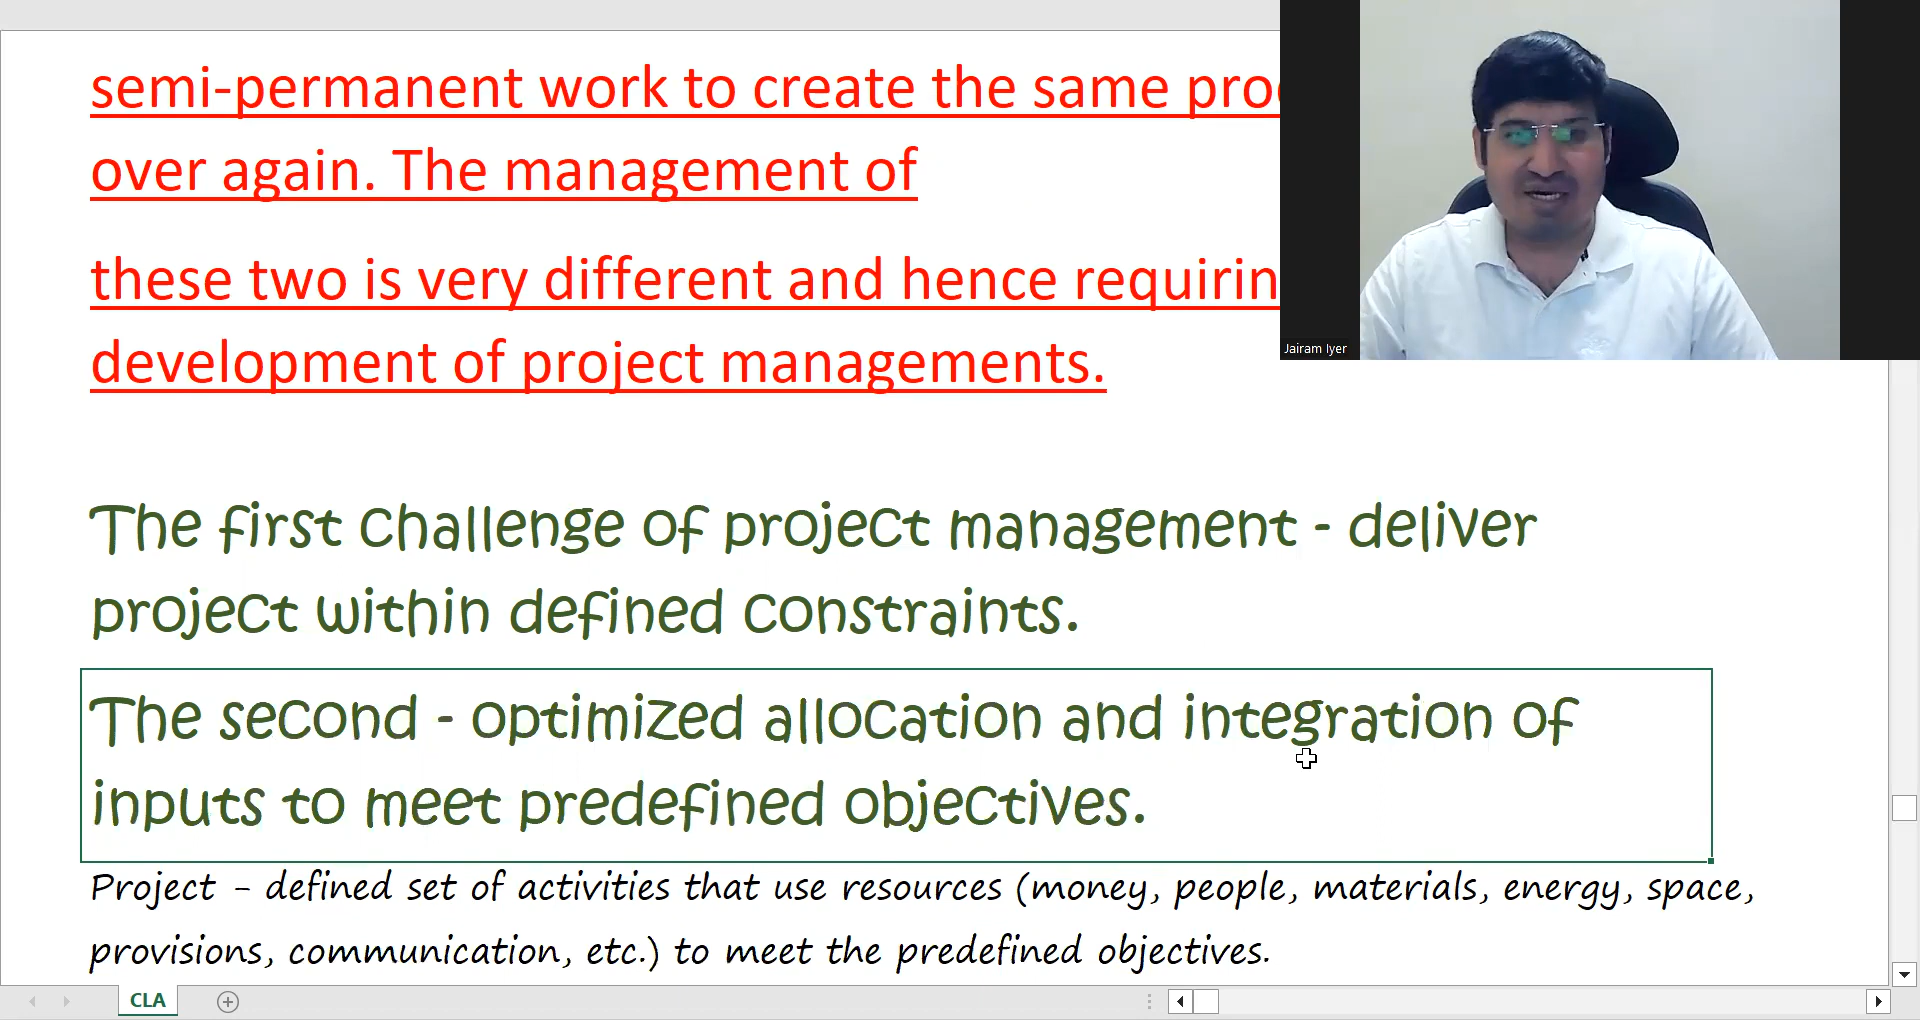 semi-permanent work to create the same
over again. The management of
these two is very different and hence
development of project managements.
The first challenge of project management - deliver
project within defined constraints.
The second - optimized allocation and integration of
inputs to meet predefined objectives.
Project - defined set of activities that use resources (money, people, materials, energy, space,
provisions, communication, etc.) to meet the predefined objectives.
Jairam Iyer
CLA